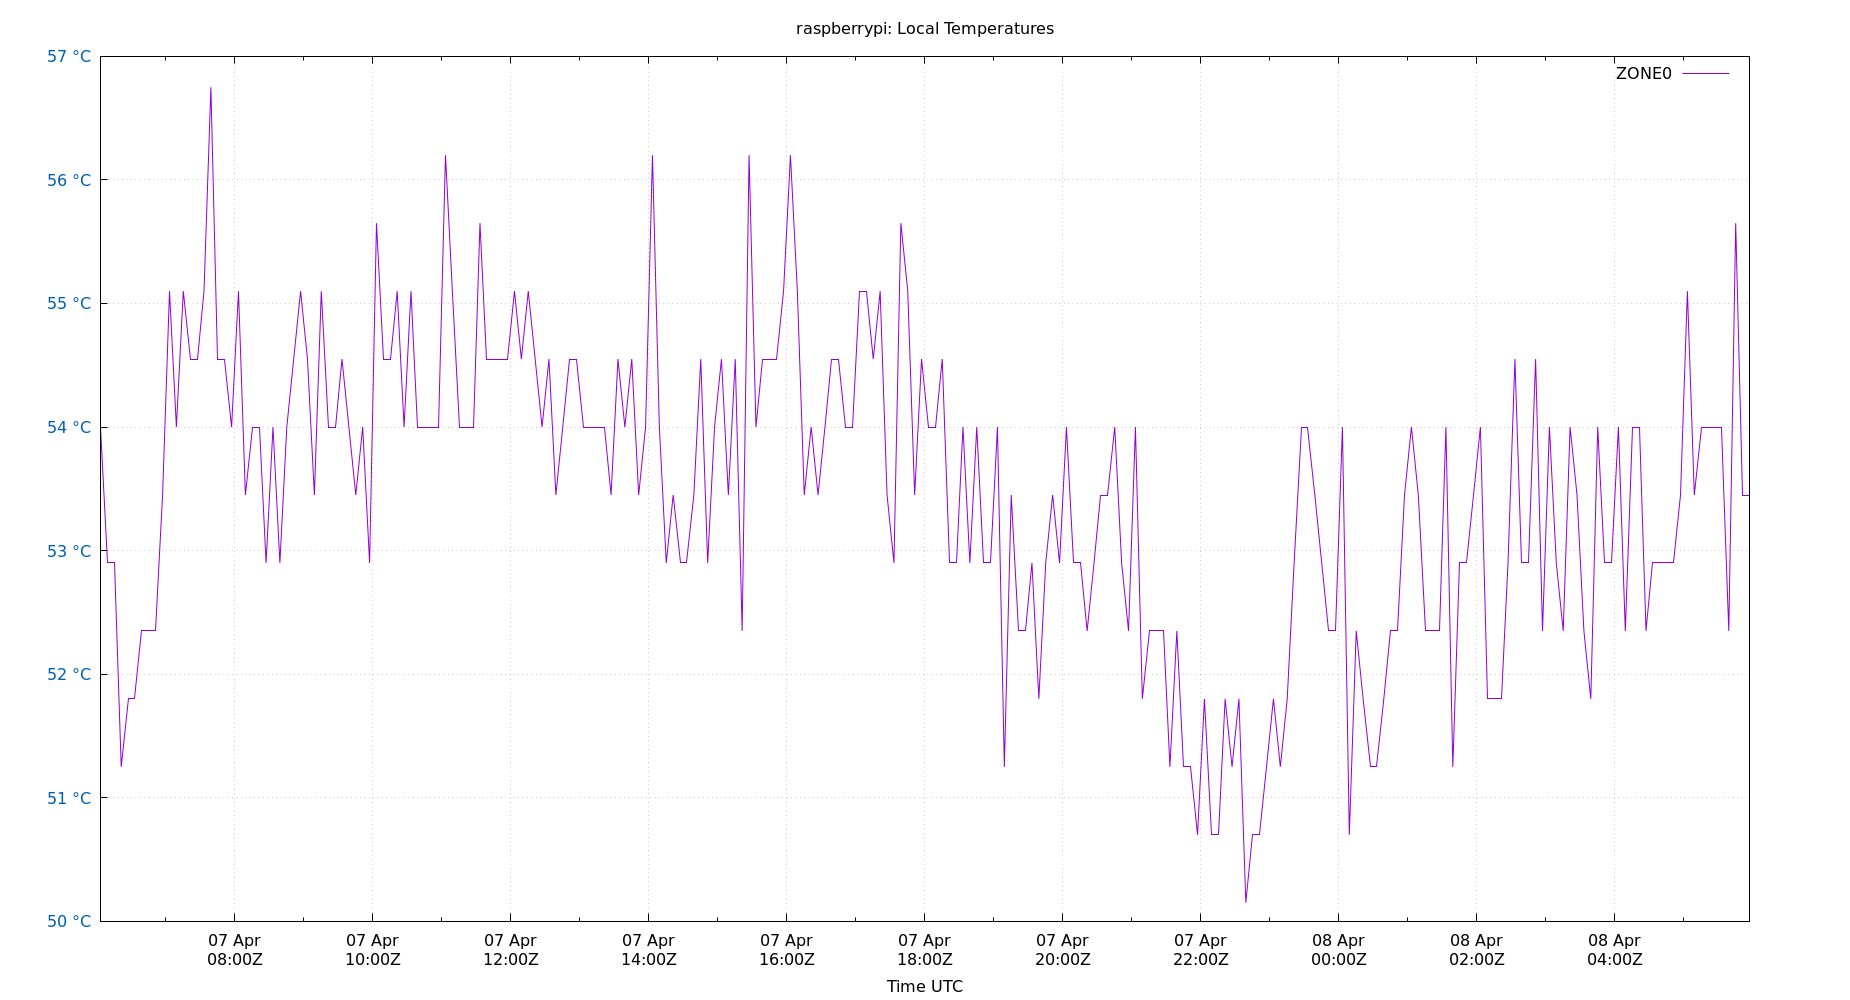 raspberrypi: Local Temperatures
57 °C
ZONE0
56 °C
55 °C
54 °C
53 °C
52 °C
51 °C
50 °C
07 Apr 07 Apr 07 Apr 07 Apr 07 Apr 07 Apr 07 Apr 07 Apr 08 Apr 08 Apr 08 Apr
08:00Z 10:00Z 12:00Z 14:00Z 16:00Z 18:00Z 20:00Z 22:00Z 00:00Z 02:00Z 04:00Z
Time UTC